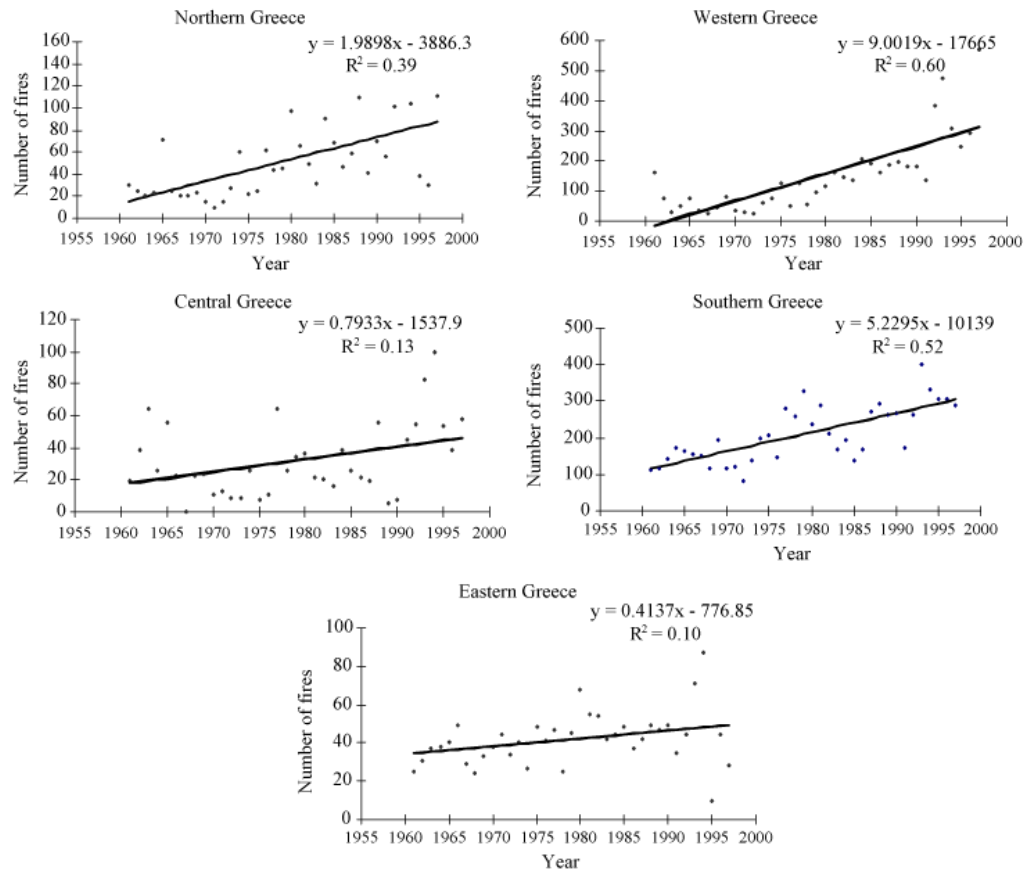 Northern Greece
y = 1.9898x - 3886.3
R² = 0.39
Number of fires
160
140
120
100
80
60
40
20
0
1955 1960 1965 1970 1975 1980 1985 1990 1995 2000
Year
Western Greece
y = 9.0019x - 17665
R² = 0.60
Number of fires
600
500
400
300
200
100
0
1955 1960 1965 1970 1975 1980 1985 1990 1995 2000
Year
Central Greece
y = 0.7933x - 1537.9
R² = 0.13
Number of fires
120
100
80
60
40
20
0
1955 1960 1965 1970 1975 1980 1985 1990 1995 2000
Southern Greece
y = 5.2295x - 10139
R² = 0.52
Number of fires
500
400
300
200
100
0
1955 1960 1965 1970 1975 1980 1985 1990 1995 2000
Year
Eastern Greece
y = 0.4137x - 776.85
R² = 0.10
Number of fires
100
80
60
40
20
0
1955 1960 1965 1970 1975 1980 1985 1990 1995 2000
Year